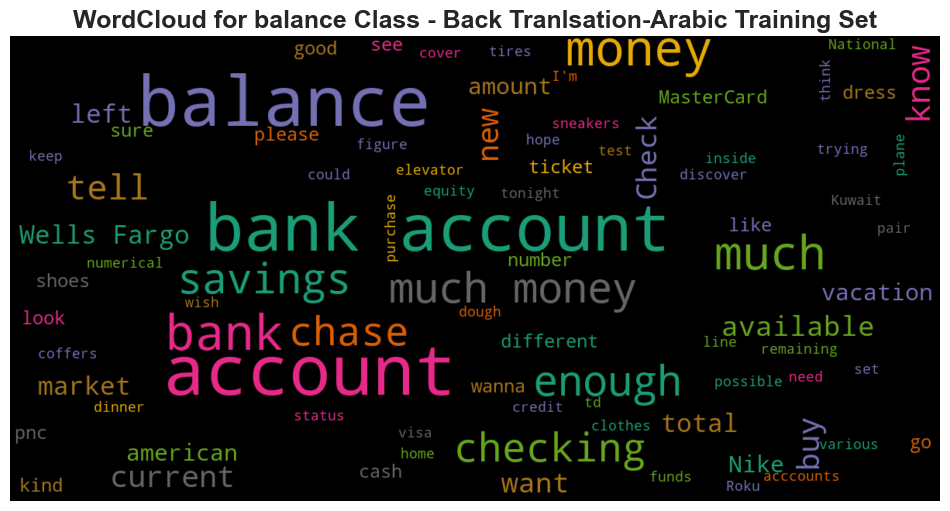 WordCloud for balance Class - Back Tranlsation-Arabic Training Set
good
see
cover
tires
money
National
I'm
think
know
balance
left
amount
MasterCard
dress
sure
please
figure
new
sneakers
hope
test
Check
trying
plane
keep
could
elevator
ticket
inside
discover
tell
equity
tonight
Kuwait
Wells Fargo
bank account
purchase
like
pair
numerical
number
much
shoes
savings
much money
vacation
wish
dough
look
bank
chase
different
available
line
remaining
coffers
account
market
wanna
enough
possible
need
set
dinner
status
credit
td
clothes
total
buy
pnc
visa
various
go
american
home
checking
current
cash
Nike
acccounts
kind
want
funds
Roku